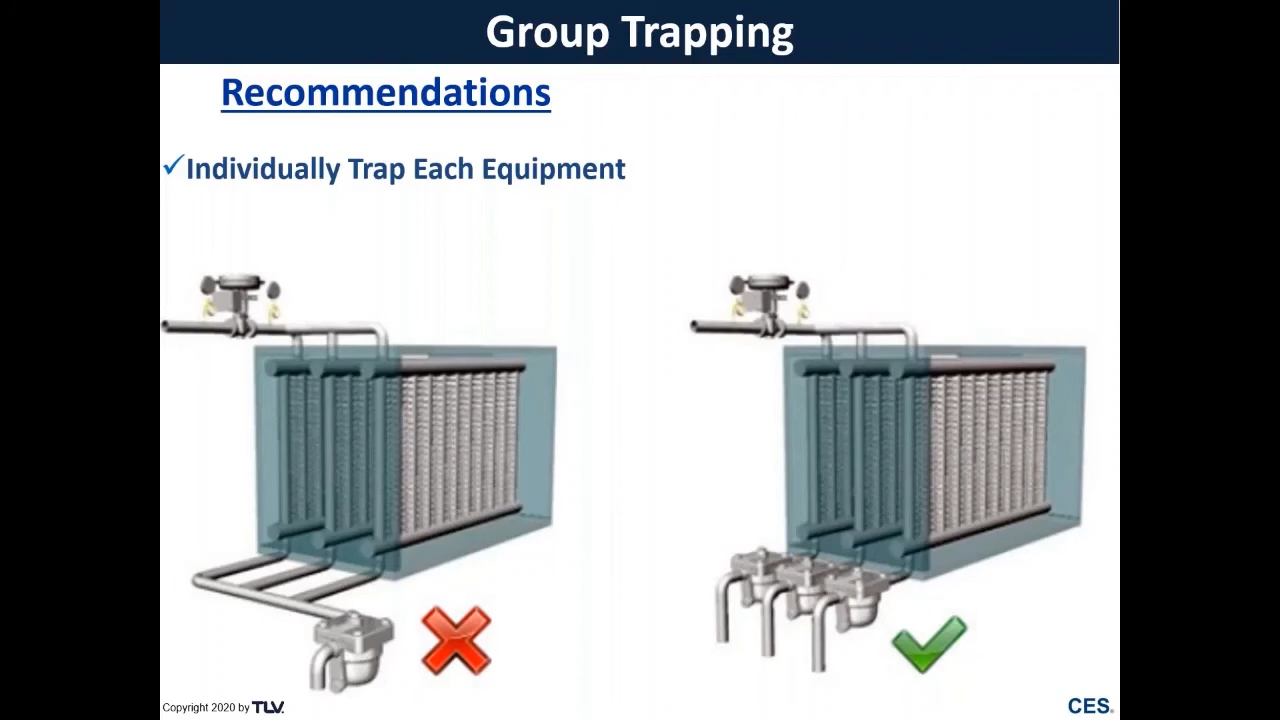 Group Trapping
Recommendations
✓Individually Trap Each Equipment
Copyright 2020 by TLV.
CES®